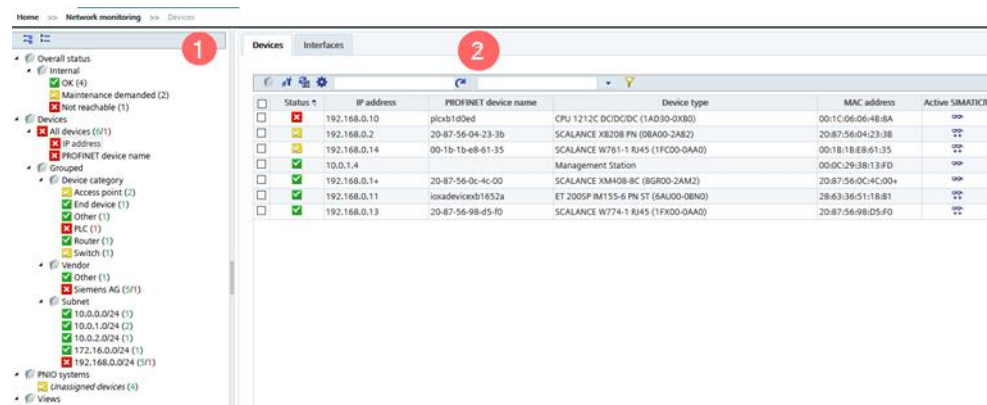 Home >> Network monitoring >> Devices
1
Overall status
Internal
OK (4)
Maintenance demanded (2)
Not reachable (1)
Devices
All devices (6/1)
IP address
PROFINET device name
Grouped
Device category
Access point (2)
End device (1)
Other (1)
PLC (1)
Router (1)
Switch (1)
Vendor
Other (1)
Siemens AG (5/1)
Subnet
10.0.0.0/24 (1)
10.0.1.0/24 (2)
10.0.2.0/24 (1)
172.16.0.0/24 (1)
192.168.0.0/24 (5/1)
PNIO systems
Unassigned devices (4)
Views
Devices Interfaces
2
Status IP address PROFINET device name Device type MAC address Active SIMATIC
192.168.0.10 plcxb1d0ed CPU 1212C DC/DC/DC (1AD30-0XB0) 00:1C:06:06:4B:8A
192.168.0.2 20-87-56-04-23-3b SCALANCE XB208 PN (0BA00-2AB2) 20:87:56:04:23:3B
192.168.0.14 00-1b-1b-e8-61-35 SCALANCE W761-1 RJ45 (1FC00-0AA0) 00:1B:1B:E8:61:35
10.0.1.4 Management Station 00:0C:29:38:13:FD
192.168.0.1+ 20-87-56-0c-4c-00 SCALANCE XM408-8C (8GR00-2AM2) 20:87:56:0C:4C:00+
192.168.0.11 ioxadevicexb1652a ET 200SP IM155-6 PN ST (6AU00-0BN0) 28:63:36:51:18:B1
192.168.0.13 20-87-56-98-d5-f0 SCALANCE W774-1 RJ45 (1FX00-0AA0) 20:87:56:98:D5:F0